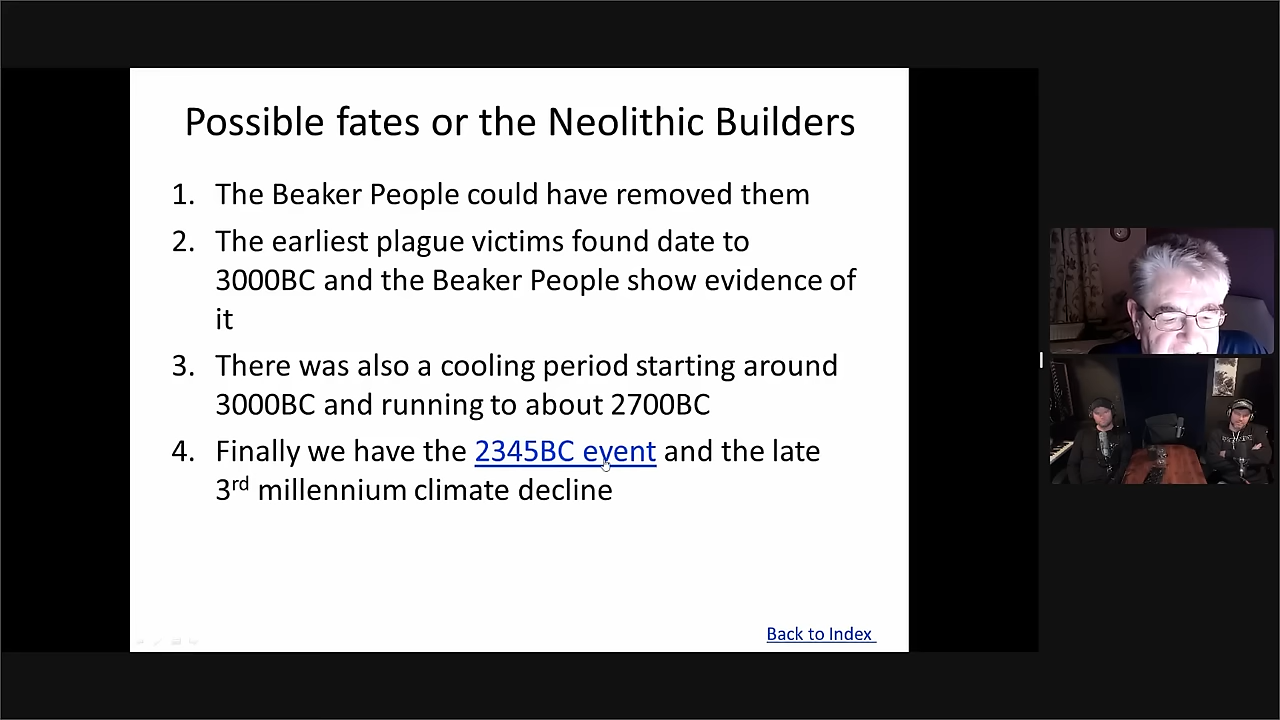 Possible fates or the Neolithic Builders
1. The Beaker People could have removed them
2. The earliest plague victims found date to
3000BC and the Beaker People show evidence of
it
3. There was also a cooling period starting around
3000BC and running to about 2700BC
4. Finally we have the 2345BC event and the late
3rd millennium climate decline
Back to Index